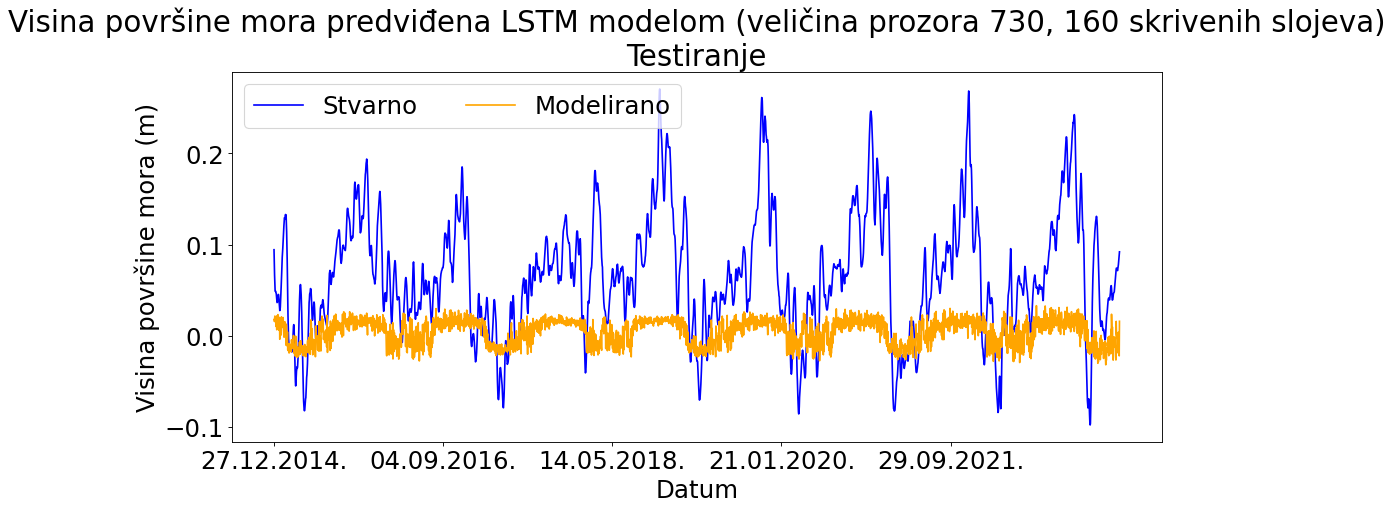 Visina površine mora predviđena LSTM modelom (veličina prozora 730, 160 skrivenih slojeva)
Testiranje
Stvarno Modelirano
Visina površine mora (m)
0.2
0.1
0.0
−0.1
27.12.2014. 04.09.2016. 14.05.2018. 21.01.2020. 29.09.2021.
Datum